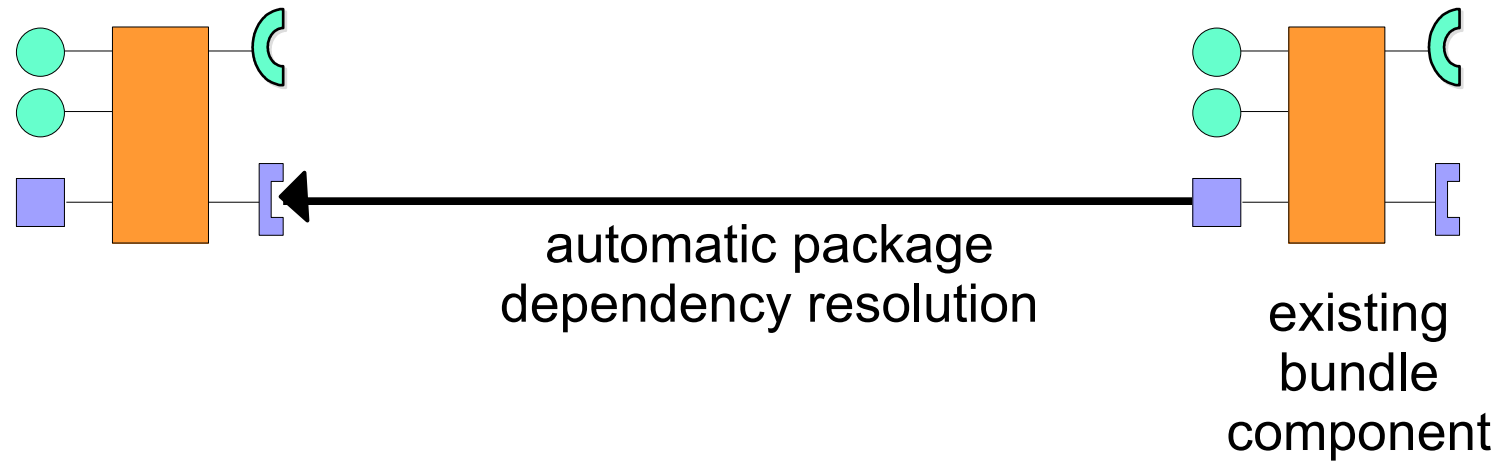 automatic package
dependency resolution
existing
bundle
component